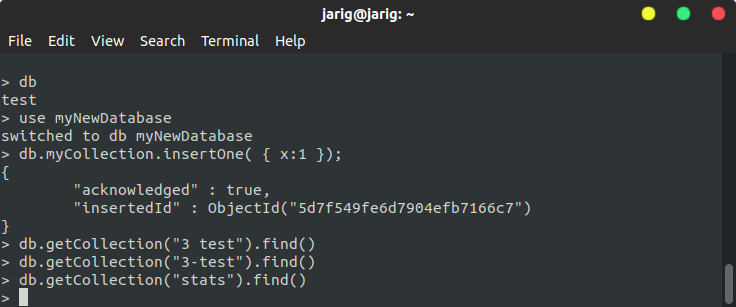 jarig@jarig: ~
File Edit View Search Terminal Help
> db
test
> use myNewDatabase
switched to db myNewDatabase
> db.myCollection.insertOne( { x:1 });
{
        "acknowledged" : true,
        "insertedId" : ObjectId("5d7f549fe6d7904efb7166c7")
}
> db.getCollection("3 test").find()
> db.getCollection("3-test").find()
> db.getCollection("stats").find()
>